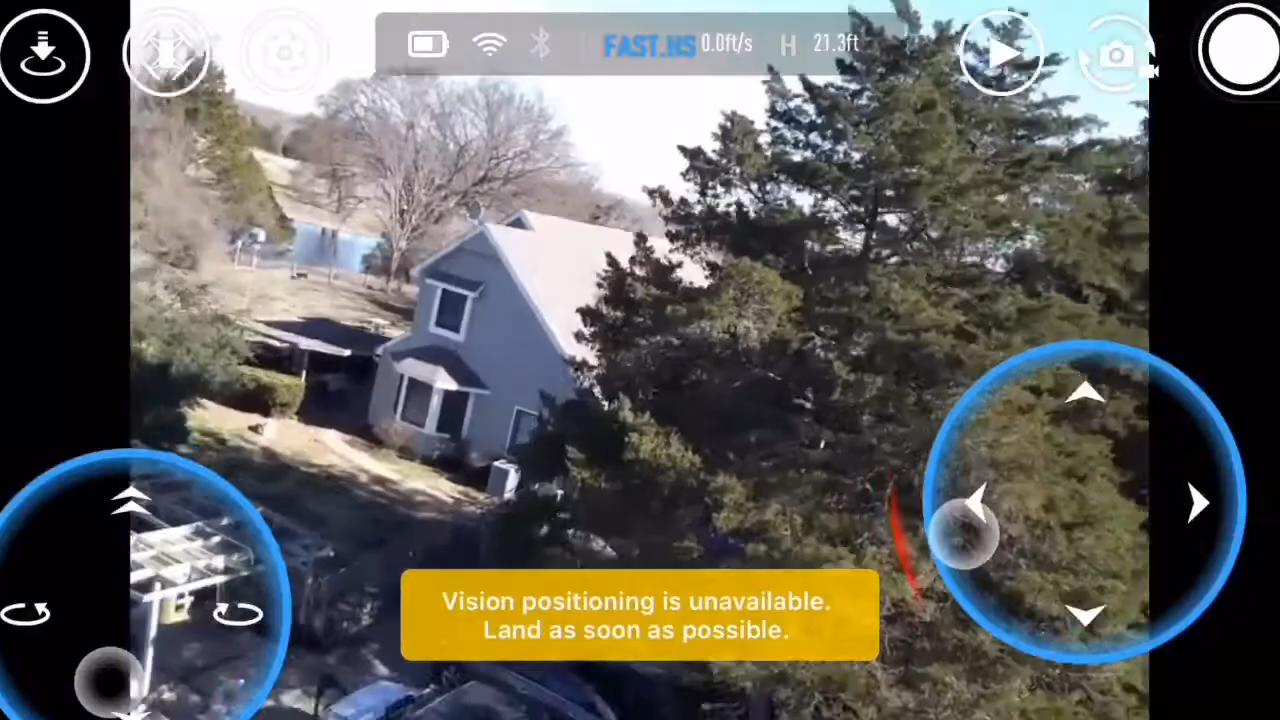 FAST.HS 0.0ft/s H 21.3ft
Vision positioning is unavailable.
Land as soon as possible.